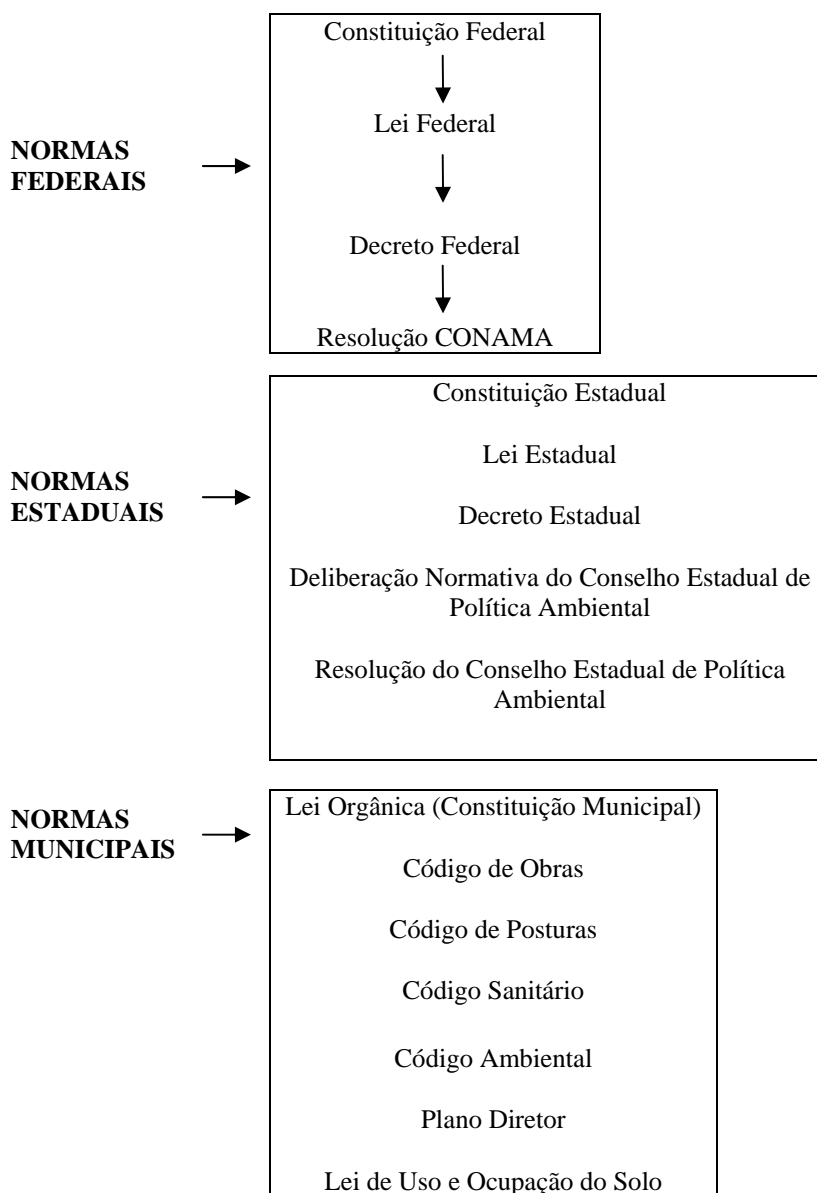 NORMAS
FEDERAIS
Constituição Federal
Lei Federal
Decreto Federal
Resolução CONAMA
NORMAS
ESTADUAIS
Constituição Estadual
Lei Estadual
Decreto Estadual
Deliberação Normativa do Conselho Estadual de
Política Ambiental
Resolução do Conselho Estadual de Política
Ambiental
NORMAS
MUNICIPAIS
Lei Orgânica (Constituição Municipal)
Código de Obras
Código de Posturas
Código Sanitário
Código Ambiental
Plano Diretor
Lei de Uso e Ocupação do Solo